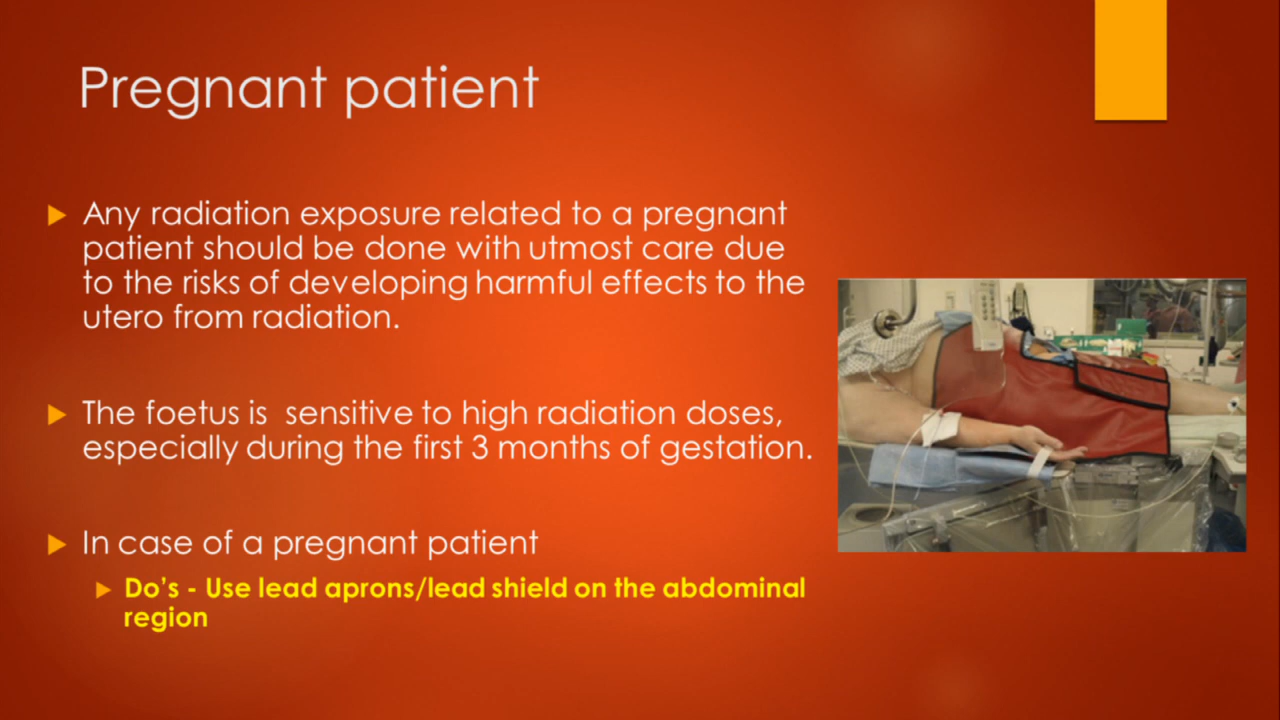 Pregnant patient
Any radiation exposure related to a pregnant
patient should be done with utmost care due
to the risks of developing harmful effects to the
utero from radiation.
The foetus is  sensitive to high radiation doses,
especially during the first 3 months of gestation.
In case of a pregnant patient
Do's - Use lead aprons/lead shield on the abdominal
region